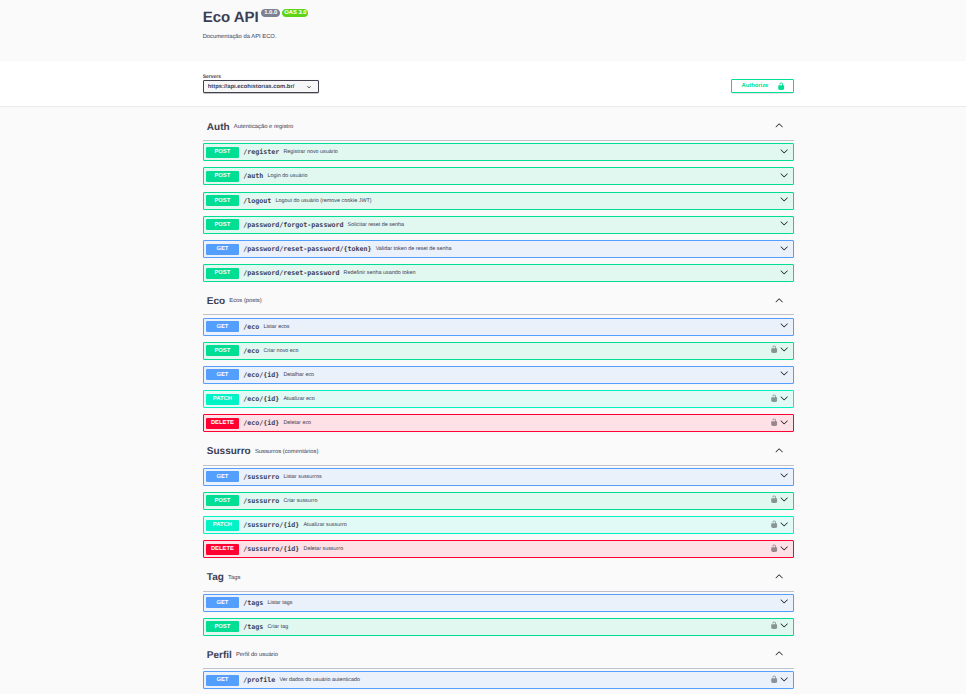 Eco API 1.0.0 OAS 3.0
Documentação da API ECO.
Servers
https://api.ecohistorias.com.br/
Authorize
Auth Autenticação e registro
POST /register Registrar novo usuário
POST /auth Login do usuário
POST /logout Logout do usuário (remove cookie JWT)
POST /password/forgot-password Solicitar reset de senha
GET /password/reset-password/{token} Validar token de reset de senha
POST /password/reset-password Redefinir senha usando token
Eco Ecos (posts)
GET /eco Listar ecos
POST /eco Criar novo eco
GET /eco/{id} Detalhar eco
PATCH /eco/{id} Atualizar eco
DELETE /eco/{id} Deletar eco
Sussurro Sussurros (comentários)
GET /sussurro Listar sussurros
POST /sussurro Criar sussurro
PATCH /sussurro/{id} Atualizar sussurro
DELETE /sussurro/{id} Deletar sussurro
Tag Tags
GET /tags Listar tags
POST /tags Criar tag
Perfil Perfil do usuário
GET /profile Ver dados do usuário autenticado